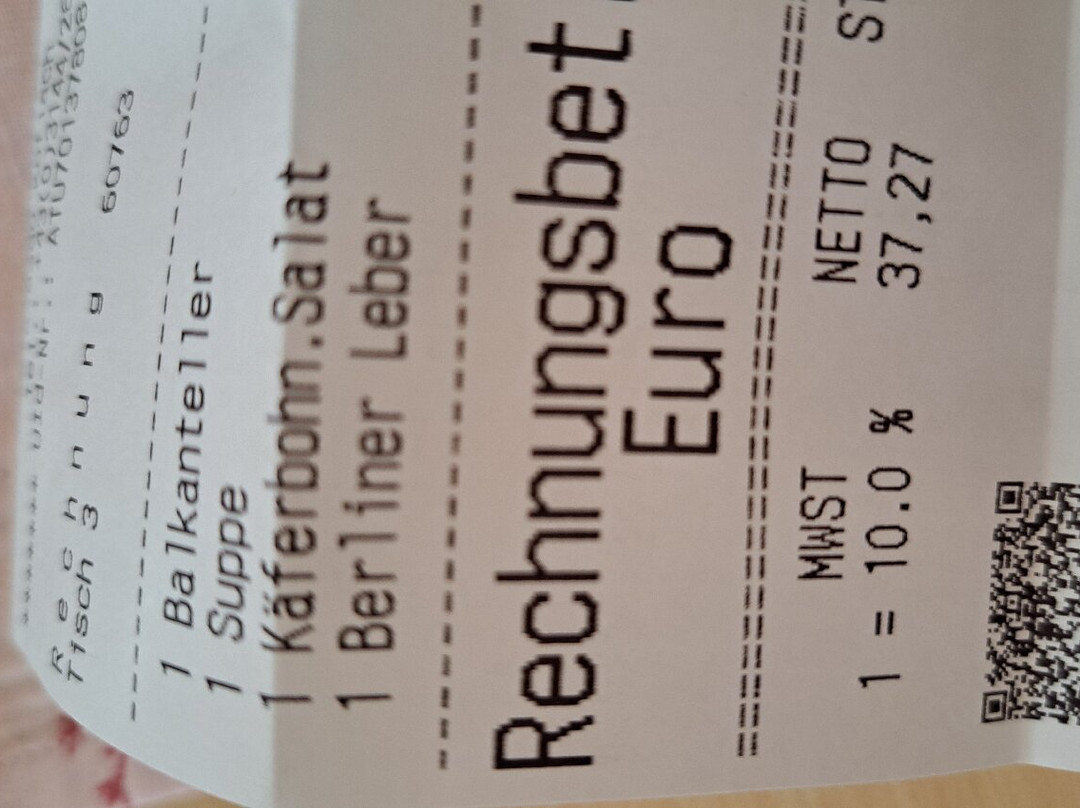 R e c h n u n g 60763
Tisch 3
1 Balkanteller
1 Suppe
1 Käferbohn.Salat
1 Berliner Leber
Rechnungsbet
Euro
MWST NETTO ST
1 = 10.0 % 37,27